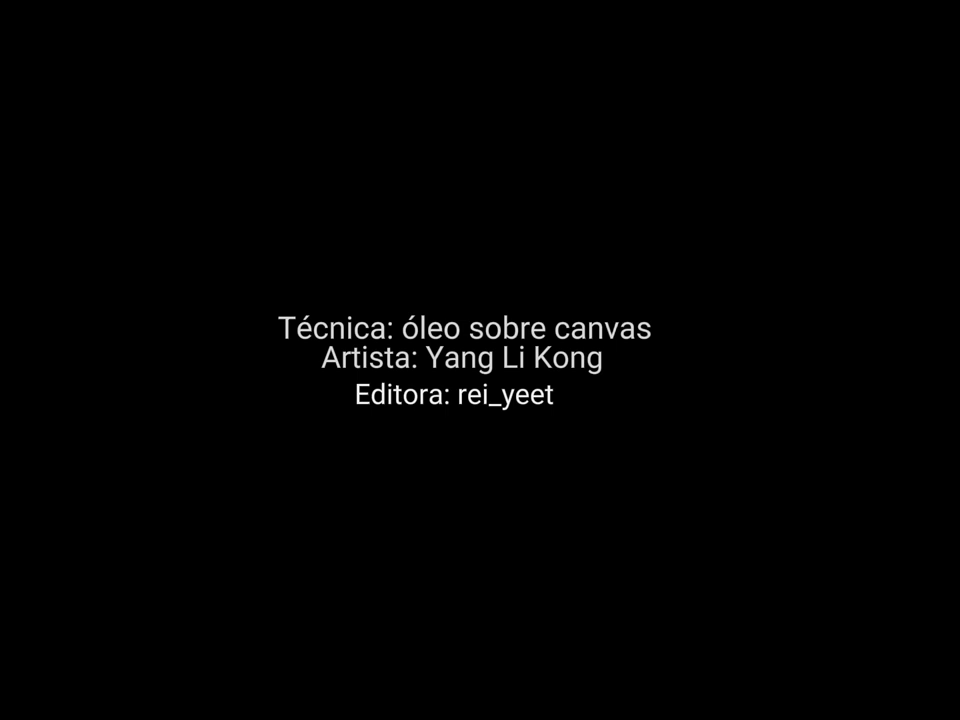 Técnica: óleo sobre canvas
Artista: Yang Li Kong
Editora: rei_yeet